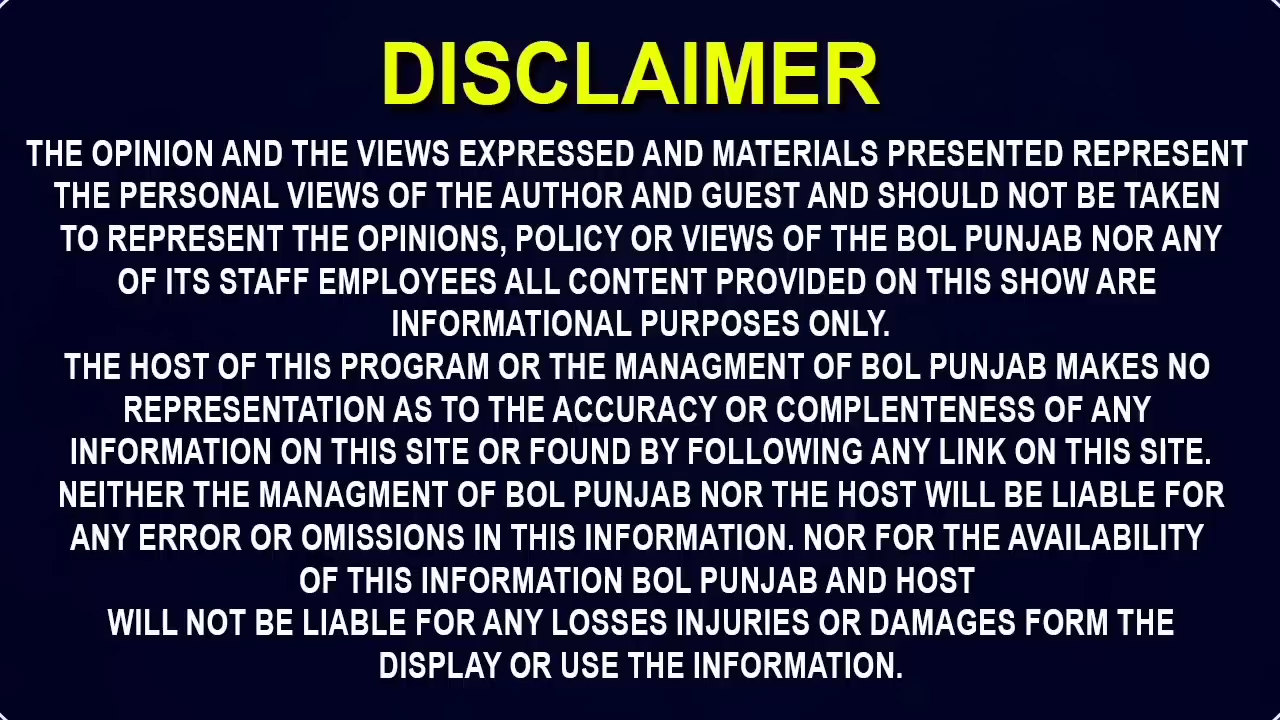 DISCLAIMER
THE OPINION AND THE VIEWS EXPRESSED AND MATERIALS PRESENTED REPRESENT
THE PERSONAL VIEWS OF THE AUTHOR AND GUEST AND SHOULD NOT BE TAKEN
TO REPRESENT THE OPINIONS, POLICY OR VIEWS OF THE BOL PUNJAB NOR ANY
OF ITS STAFF EMPLOYEES ALL CONTENT PROVIDED ON THIS SHOW ARE
INFORMATIONAL PURPOSES ONLY.
THE HOST OF THIS PROGRAM OR THE MANAGMENT OF BOL PUNJAB MAKES NO
REPRESENTATION AS TO THE ACCURACY OR COMPLENTENESS OF ANY
INFORMATION ON THIS SITE OR FOUND BY FOLLOWING ANY LINK ON THIS SITE.
NEITHER THE MANAGMENT OF BOL PUNJAB NOR THE HOST WILL BE LIABLE FOR
ANY ERROR OR OMISSIONS IN THIS INFORMATION. NOR FOR THE AVAILABILITY
OF THIS INFORMATION BOL PUNJAB AND HOST
WILL NOT BE LIABLE FOR ANY LOSSES INJURIES OR DAMAGES FORM THE
DISPLAY OR USE THE INFORMATION.